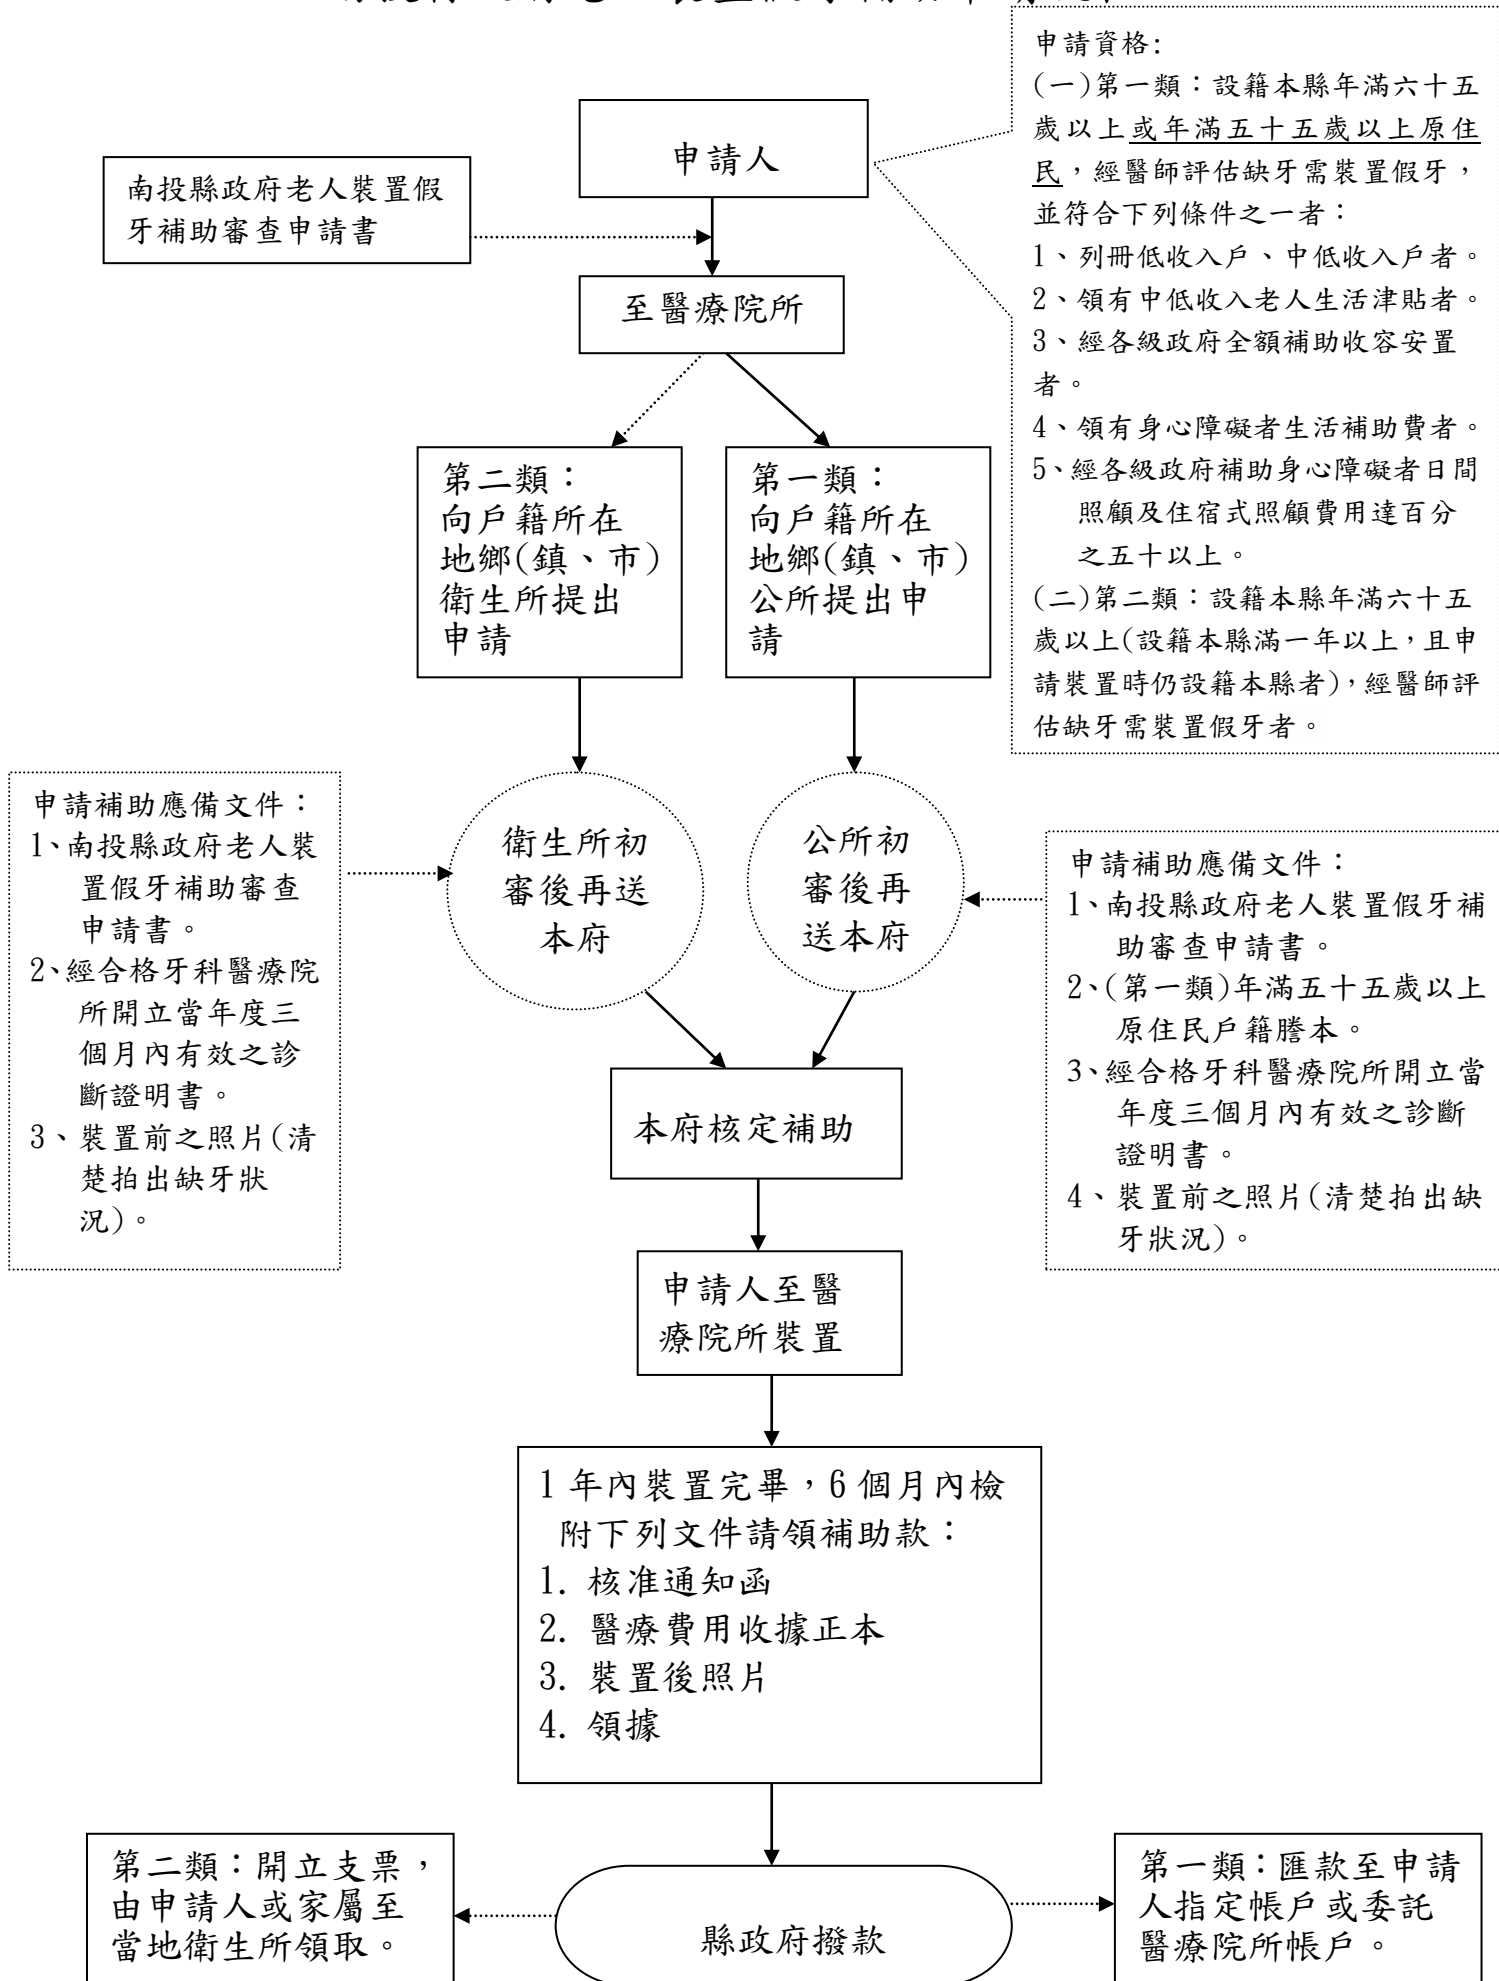 申請資格:
(一)第一類：設籍本縣年滿六十五
歲以上或年滿五十五歲以上原住
民，經醫師評估缺牙需裝置假牙，
並符合下列條件之一者：
1、列冊低收入戶、中低收入戶者。
2、領有中低收入老人生活津貼者。
3、經各級政府全額補助收容安置
者。
4、領有身心障礙者生活補助費者。
5、經各級政府補助身心障礙者日間
照顧及住宿式照顧費用達百分
之五十以上。
(二)第二類：設籍本縣年滿六十五
歲以上(設籍本縣滿一年以上，且申
請裝置時仍設籍本縣者)，經醫師評
估缺牙需裝置假牙者。
申請人
南投縣政府老人裝置假
牙補助審查申請書
至醫療院所
第二類：
向戶籍所在
地鄉(鎮、市)
衛生所提出
申請
第一類：
向戶籍所在
地鄉(鎮、市)
公所提出申
請
申請補助應備文件：
1、南投縣政府老人裝
置假牙補助審查
申請書。
2、經合格牙科醫療院
所開立當年度三
個月內有效之診
斷證明書。
3、裝置前之照片(清
楚拍出缺牙狀
況)。
衛生所初
審後再送
本府
公所初
審後再
送本府
申請補助應備文件：
1、南投縣政府老人裝置假牙補
助審查申請書。
2、(第一類)年滿五十五歲以上
原住民戶籍謄本。
3、經合格牙科醫療院所開立當
年度三個月內有效之診斷
證明書。
4、裝置前之照片(清楚拍出缺
牙狀況)。
本府核定補助
申請人至醫
療院所裝置
1 年內裝置完畢，6 個月內檢
附下列文件請領補助款：
1. 核准通知函
2. 醫療費用收據正本
3. 裝置後照片
4. 領據
第二類：開立支票，
由申請人或家屬至
當地衛生所領取。
縣政府撥款
第一類：匯款至申請
人指定帳戶或委託
醫療院所帳戶。